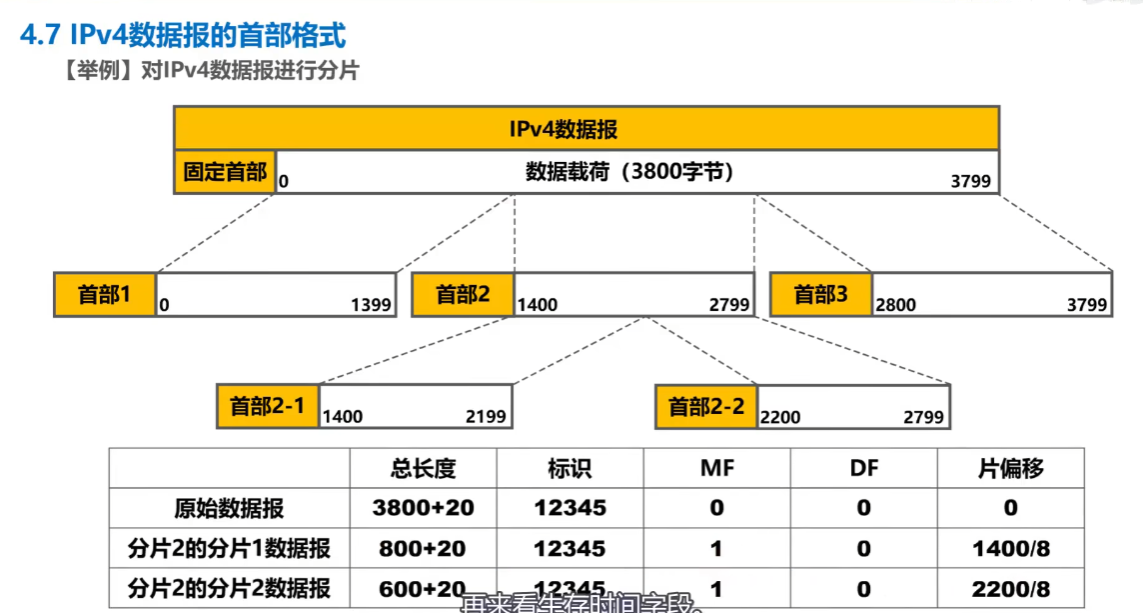 4.7 IPv4数据报的首部格式
【举例】对IPv4数据报进行分片
IPv4数据报
固定首部 0 数据载荷（3800字节） 3799
首部1 0 1399 首部2 1400 2799 首部3 2800 3799
首部2-1 1400 2199 首部2-2 2200 2799
总长度 标识 MF DF 片偏移
原始数据报 3800+20 12345 0 0 0
分片2的分片1数据报 800+20 12345 1 0 1400/8
分片2的分片2数据报 600+20 12345 1 0 2200/8
再来看生存时间字段。